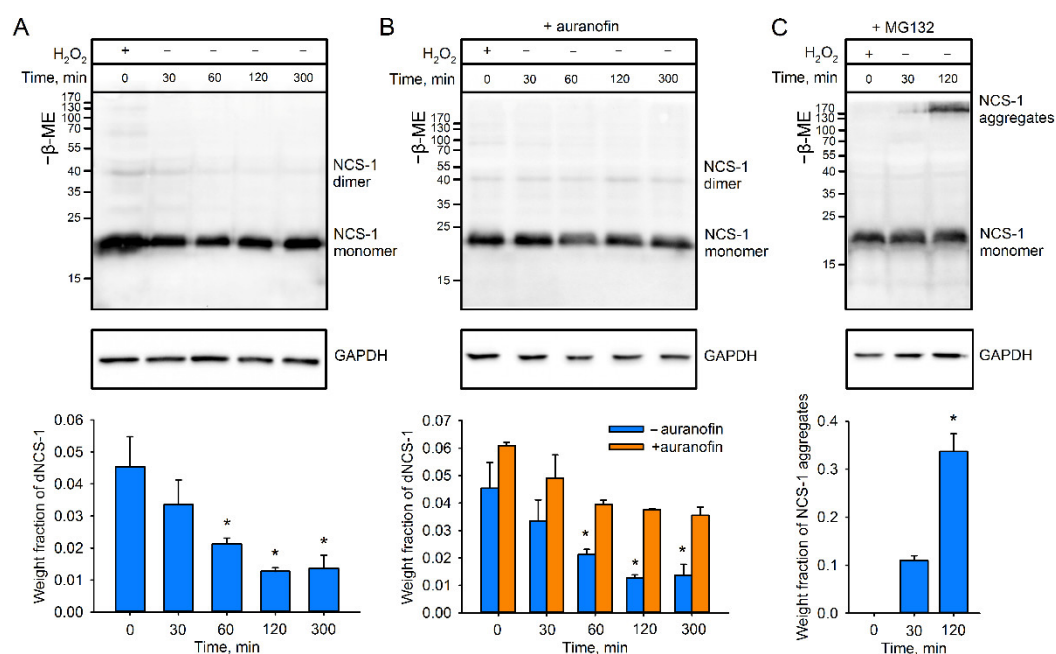 A
H₂O₂ + – – – –
Time, min 0 30 60 120 300
–β-ME
170
130
100
70
55
40
35
25
15
NCS-1
dimer
NCS-1
monomer
GAPDH
Weight fraction of dNCS-1
0.06
0.05
0.04
0.03
0.02
0.01
0.00
* * *
0 30 60 120 300
Time, min
B
+ auranofin
H₂O₂ + – – – –
Time, min 0 30 60 120 300
–β-ME
170
130
100
70
55
40
35
25
15
NCS-1
dimer
NCS-1
monomer
GAPDH
Weight fraction of dNCS-1
0.07
0.06
0.05
0.04
0.03
0.02
0.01
0.00
– auranofin
+auranofin
* * *
0 30 60 120 300
Time, min
C
+ MG132
H₂O₂ + – –
Time, min 0 30 120
–β-ME
170
130
100
70
55
40
35
25
15
NCS-1
aggregates
NCS-1
monomer
GAPDH
Weight fraction of NCS-1 aggregates
0.4
0.3
0.2
0.1
0.0
*
0 30 120
Time, min